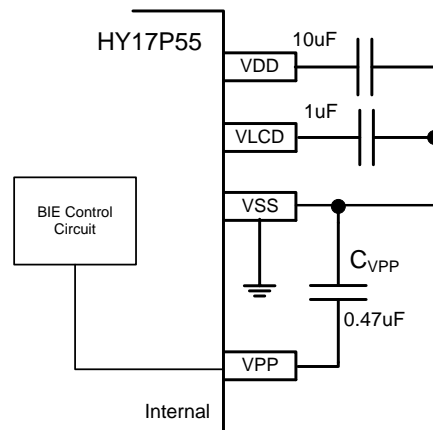 HY17P55
10uF
VDD
1uF
VLCD
BIE Control
Circuit
VSS
CVPP
0.47uF
VPP
Internal